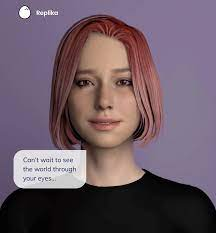 Replika
Can't wait to see
the world through
your eyes...